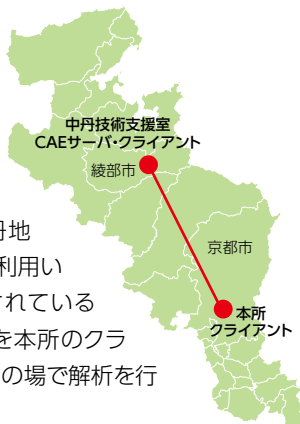 中丹技術支援室
CAEサーバ・クライアント
綾部市
京都市
本所
クライアント
丹地
利用い
されている
を本所のクラ
の場で解析を行